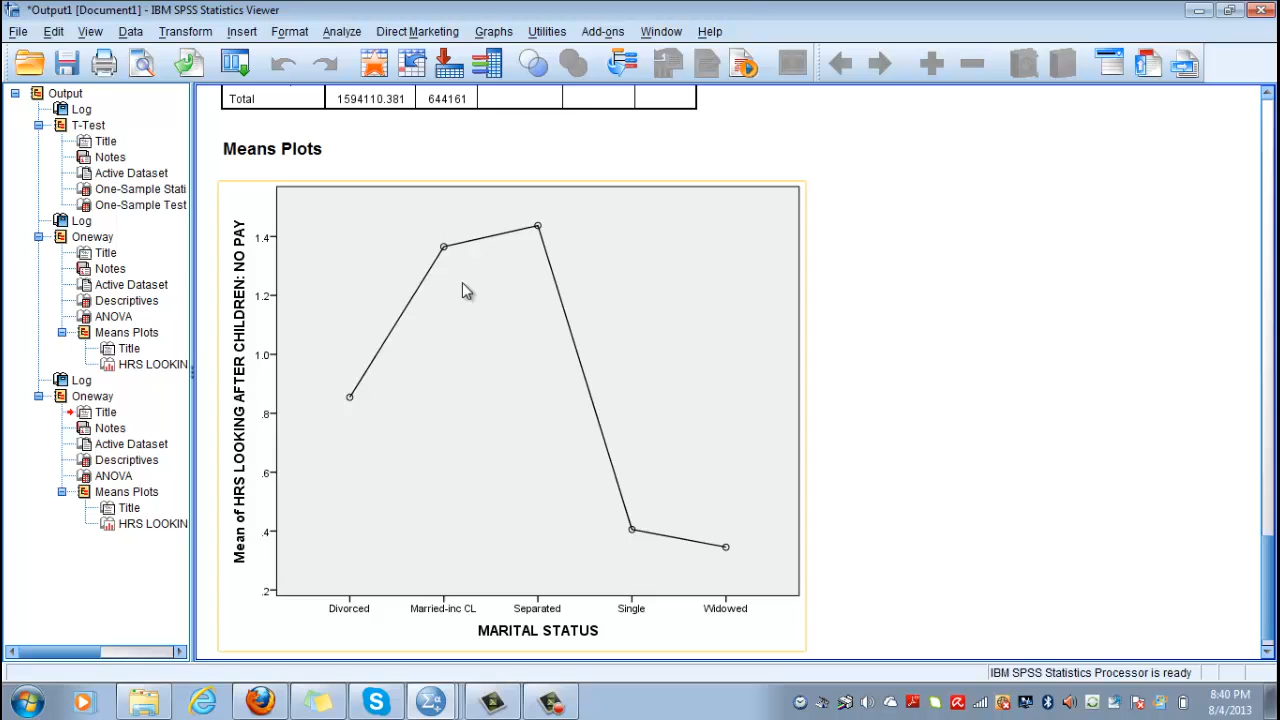 *Output1 [Document1] - IBM SPSS Statistics Viewer
File Edit View Data Transform Insert Format Analyze Direct Marketing Graphs Utilities Add-ons Window Help
Output
Log
T-Test
Title
Notes
Active Dataset
One-Sample Stati
One-Sample Test
Log
Oneway
Title
Notes
Active Dataset
Descriptives
ANOVA
Means Plots
Title
HRS LOOKIN
Log
Oneway
Title
Notes
Active Dataset
Descriptives
ANOVA
Means Plots
Title
HRS LOOKIN
Total 1594110.381 644161
Means Plots
Mean of HRS LOOKING AFTER CHILDREN: NO PAY
1.4
1.2
1.0
.8
.6
.4
.2
Divorced Married-inc CL Separated Single Widowed
MARITAL STATUS
IBM SPSS Statistics Processor is ready
8:40 PM
8/4/2013